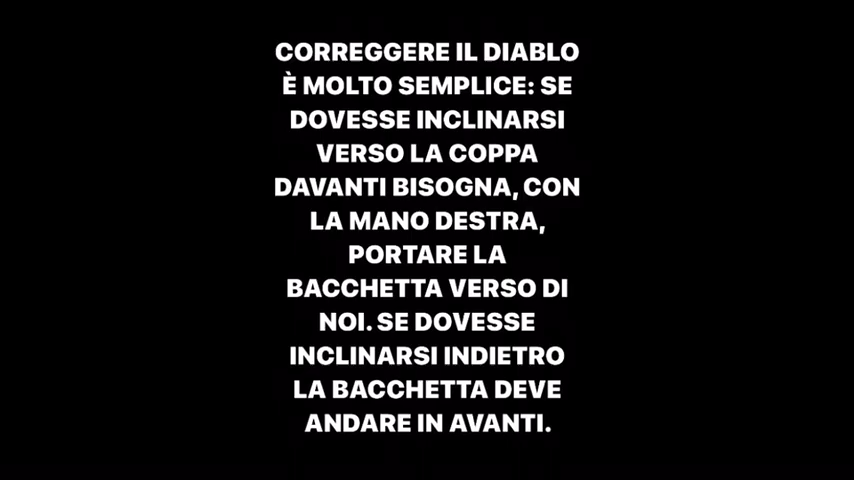 CORREGGERE IL DIABLO
È MOLTO SEMPLICE: SE
DOVESSE INCLINARSI
VERSO LA COPPA
DAVANTI BISOGNA, CON
LA MANO DESTRA,
PORTARE LA
BACCHETTA VERSO DI
NOI. SE DOVESSE
INCLINARSI INDIETRO
LA BACCHETTA DEVE
ANDARE IN AVANTI.